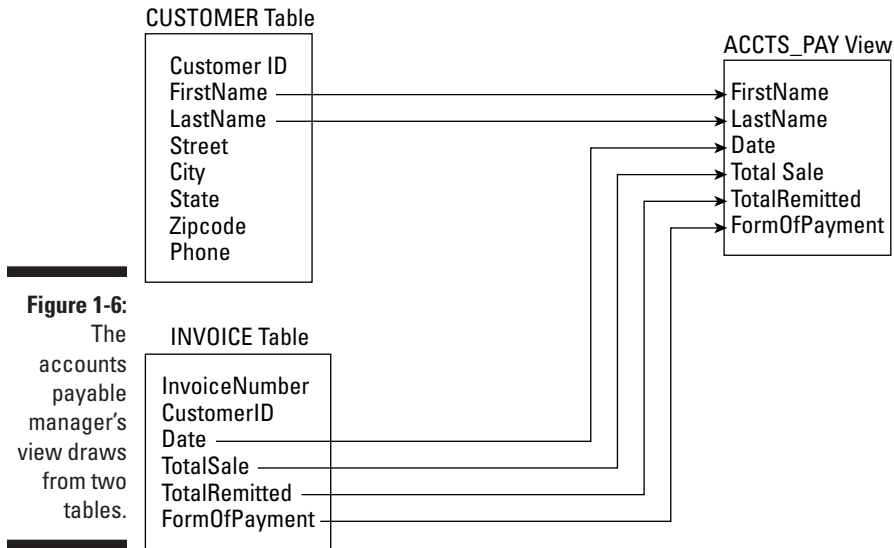 CUSTOMER Table
Customer ID
FirstName
LastName
Street
City
State
Zipcode
Phone
ACCTS_PAY View
FirstName
LastName
Date
Total Sale
TotalRemitted
FormOfPayment
Figure 1-6:
The
accounts
payable
manager's
view draws
from two
tables.
INVOICE Table
InvoiceNumber
CustomerID
Date
TotalSale
TotalRemitted
FormOfPayment